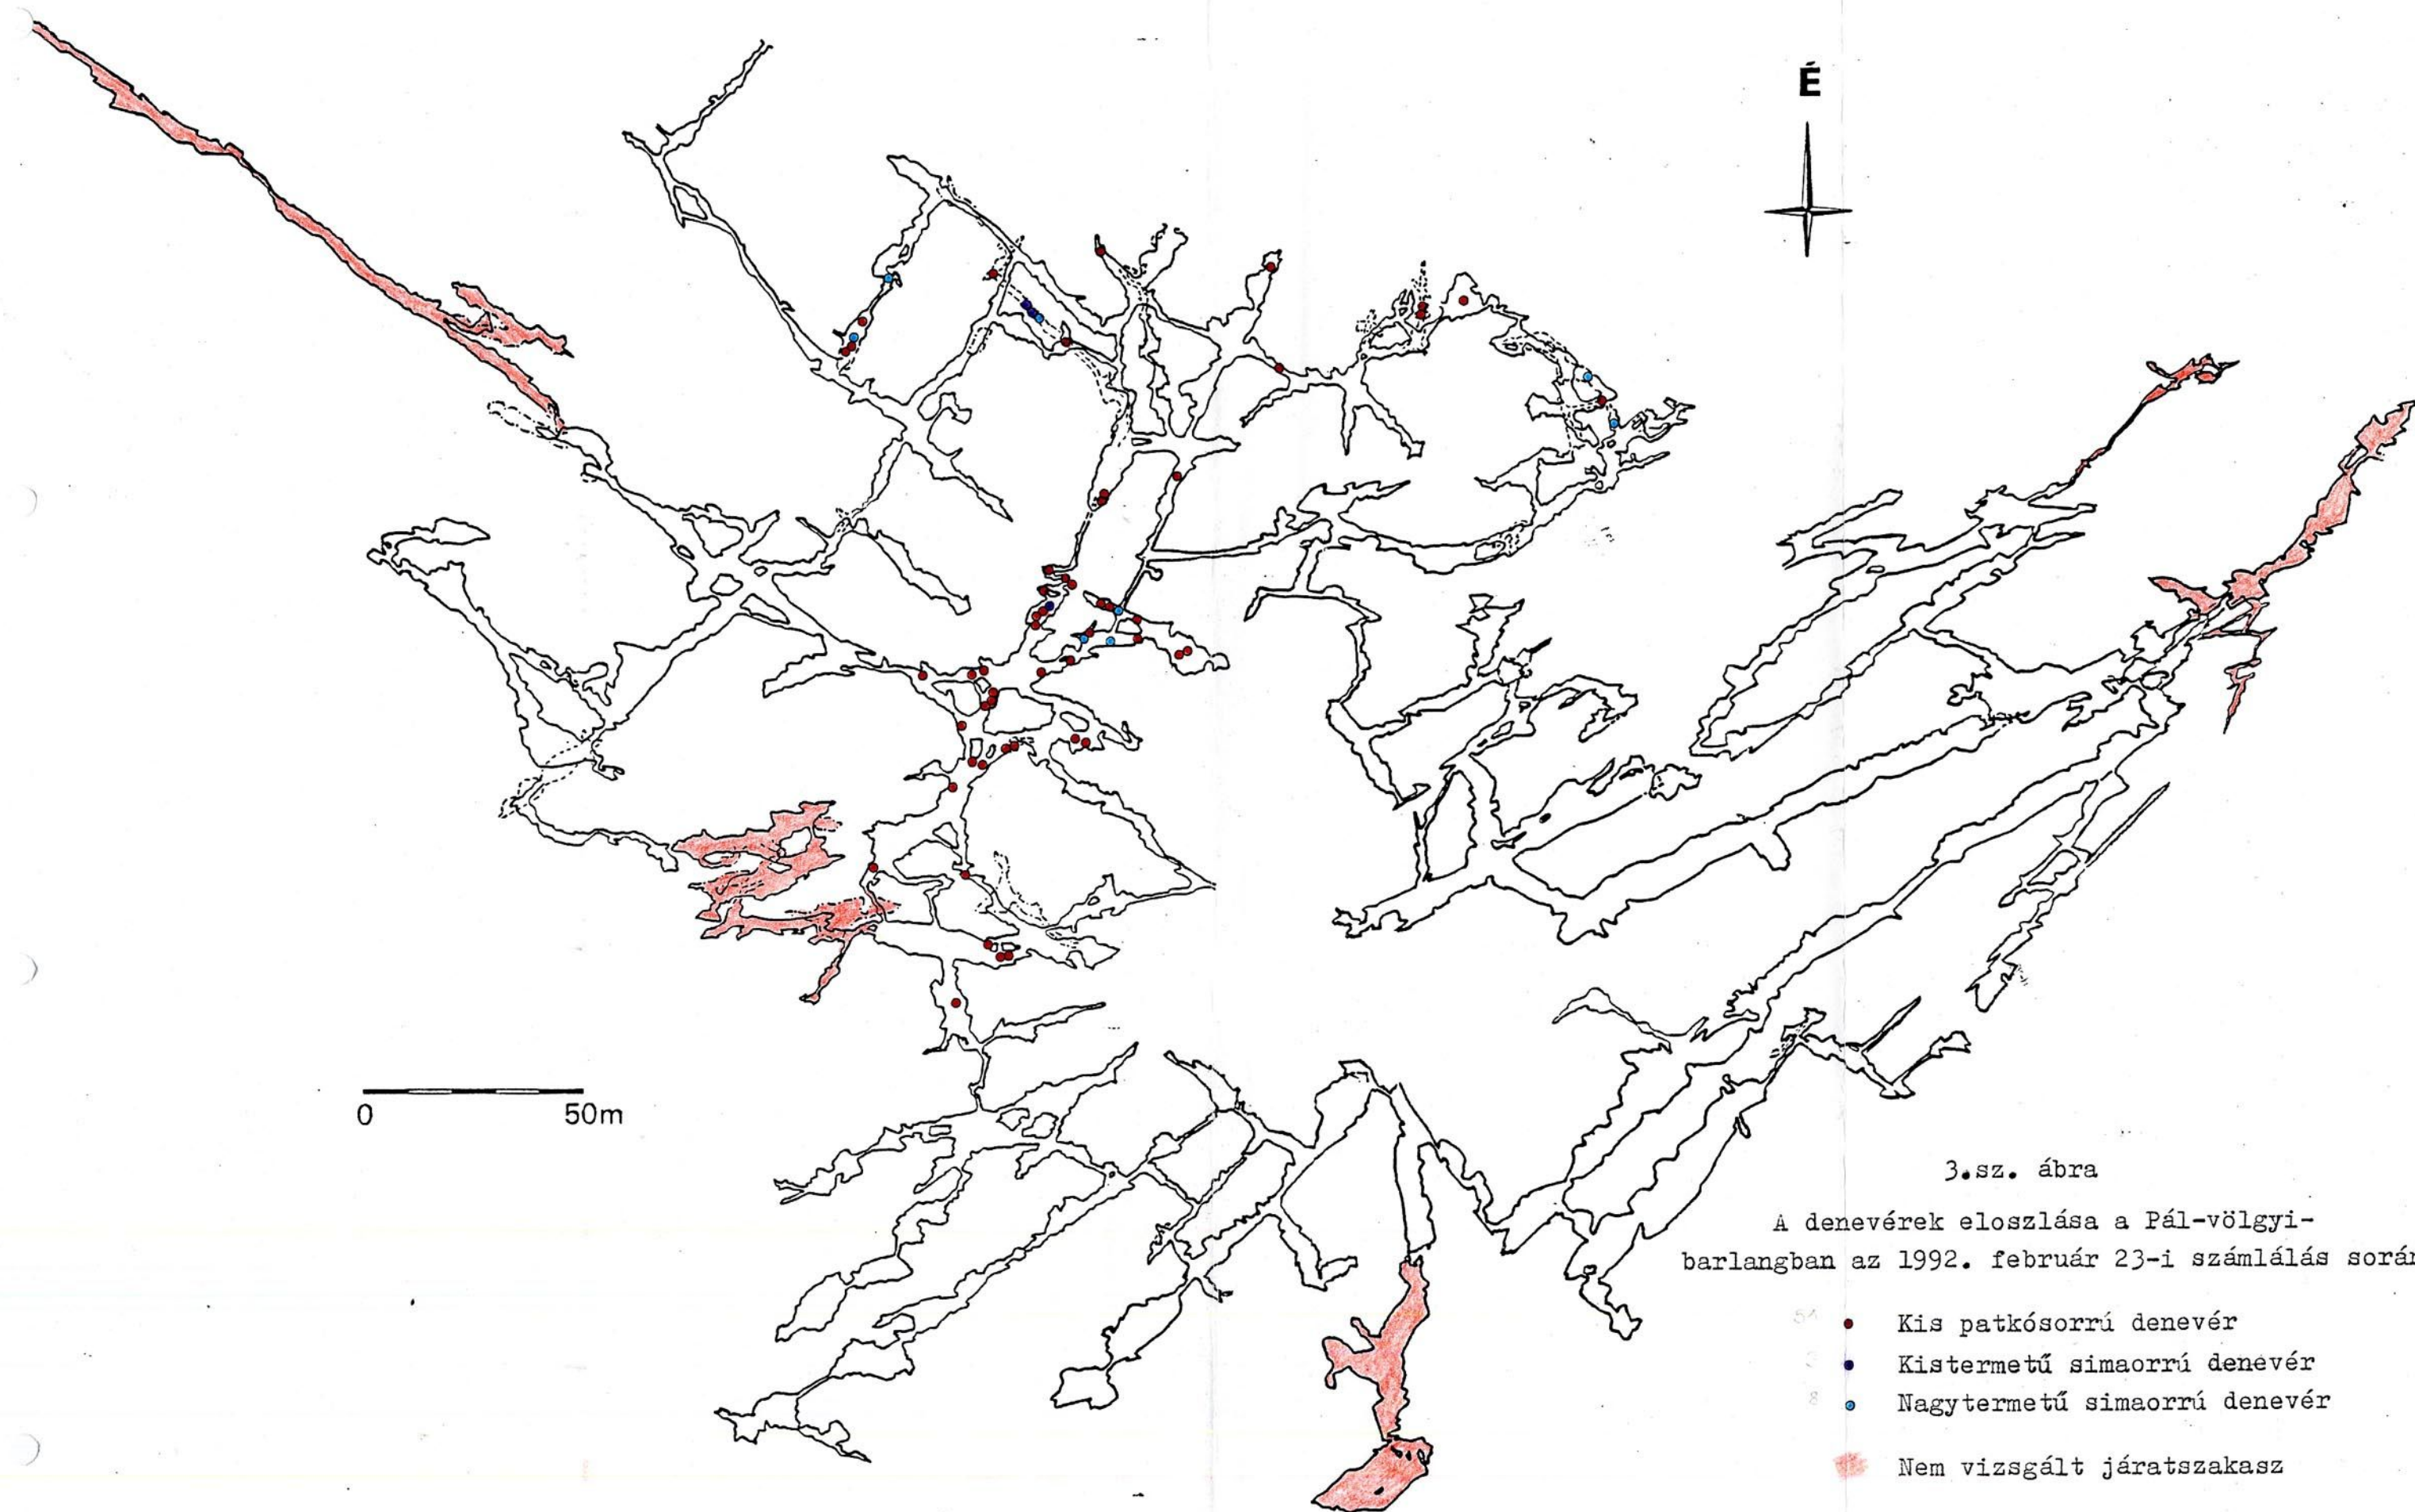 É
0 50m
3.sz. ábra
A denevérek eloszlása a Pál-völgyi-
barlangban az 1992. február 23-i számlálás során
Kis patkósorrú denevér
Kistermetű simaorrú denevér
8 Nagytermetű simaorrú denevér
Nem vizsgált járatszakasz